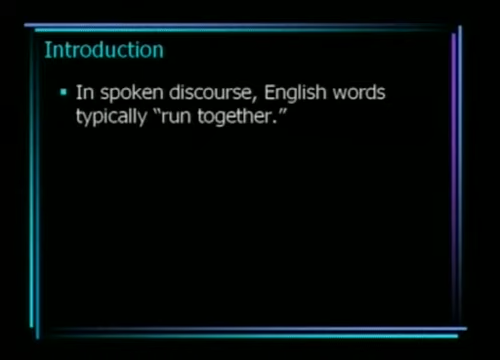 Introduction
▪ In spoken discourse, English words
typically “run together.”